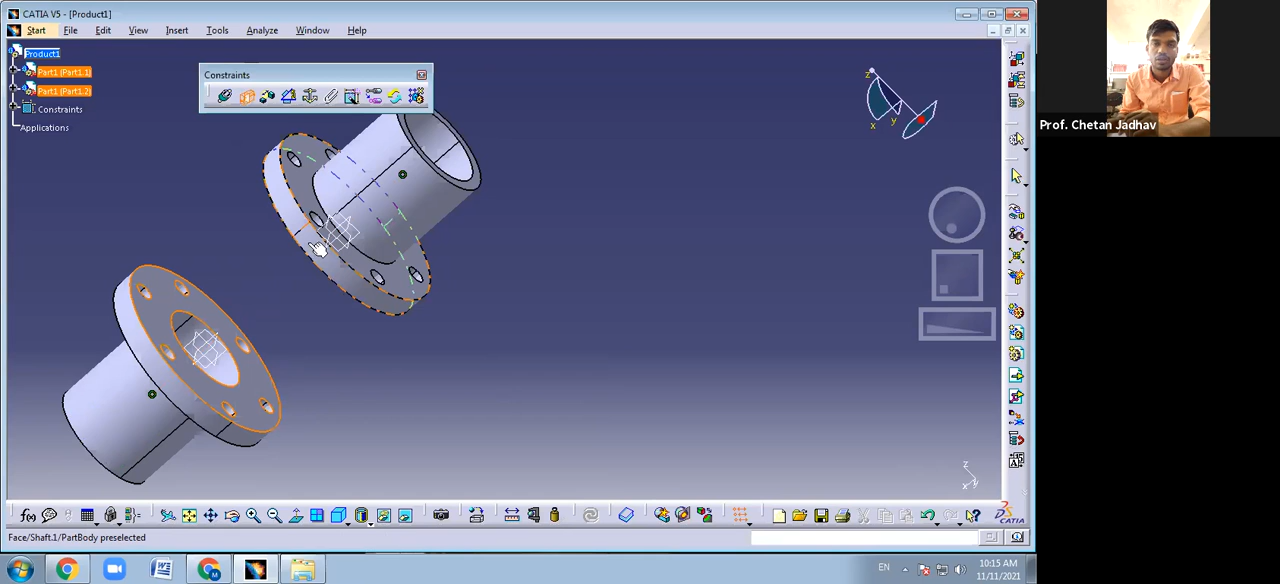 CATIA V5 - [Product1]
Start File Edit View Insert Tools Analyze Window Help
Product1
Part1 (Part1.1)
Part1 (Part1.2)
Constraints
Applications
Constraints
z
x
y
Prof. Chetan Jadhav
z
x
y
f(x)
CATIA
Face/Shaft.1/PartBody preselected
EN
10:15 AM
11/11/2021